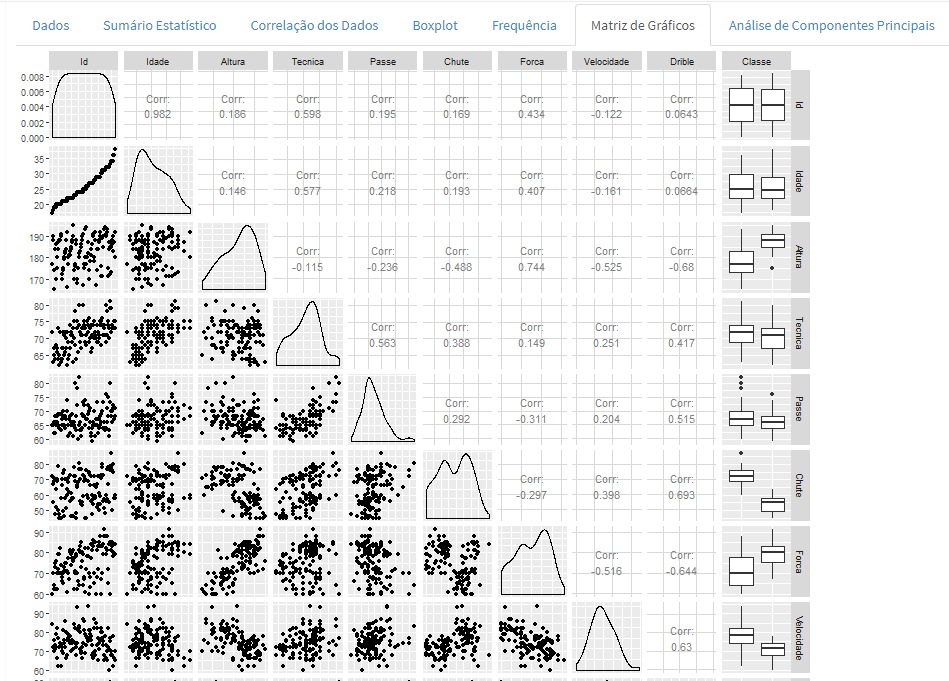 Dados Sumário Estatístico Correlação dos Dados Boxplot Frequência Matriz de Gráficos Análise de Componentes Principais
Id Idade Altura Tecnica Passe Chute Forca Velocidade Drible Classe
0.008
0.006
0.004
0.002
0.000
Corr: Corr: Corr: Corr: Corr: Corr: Corr: Corr:
0.982 0.186 0.598 0.195 0.169 0.434 -0.122 0.0643
Id
35
30
25
20
Corr: Corr: Corr: Corr: Corr: Corr: Corr:
0.146 0.577 0.218 0.193 0.407 -0.161 0.0664
Idade
190
180
170
Corr: Corr: Corr: Corr: Corr: Corr:
-0.115 -0.236 -0.488 0.744 -0.525 -0.68
Altura
80
75
70
65
Corr: Corr: Corr: Corr: Corr:
0.563 0.388 0.149 0.251 0.417
Tecnica
80
75
70
65
60
Corr: Corr: Corr: Corr:
0.292 -0.311 0.204 0.515
Passe
80
70
60
50
Corr: Corr: Corr:
-0.297 0.398 0.693
Chute
90
80
70
60
Corr: Corr:
-0.516 -0.644
Forca
90
80
70
60
Corr:
0.63
Velocidade